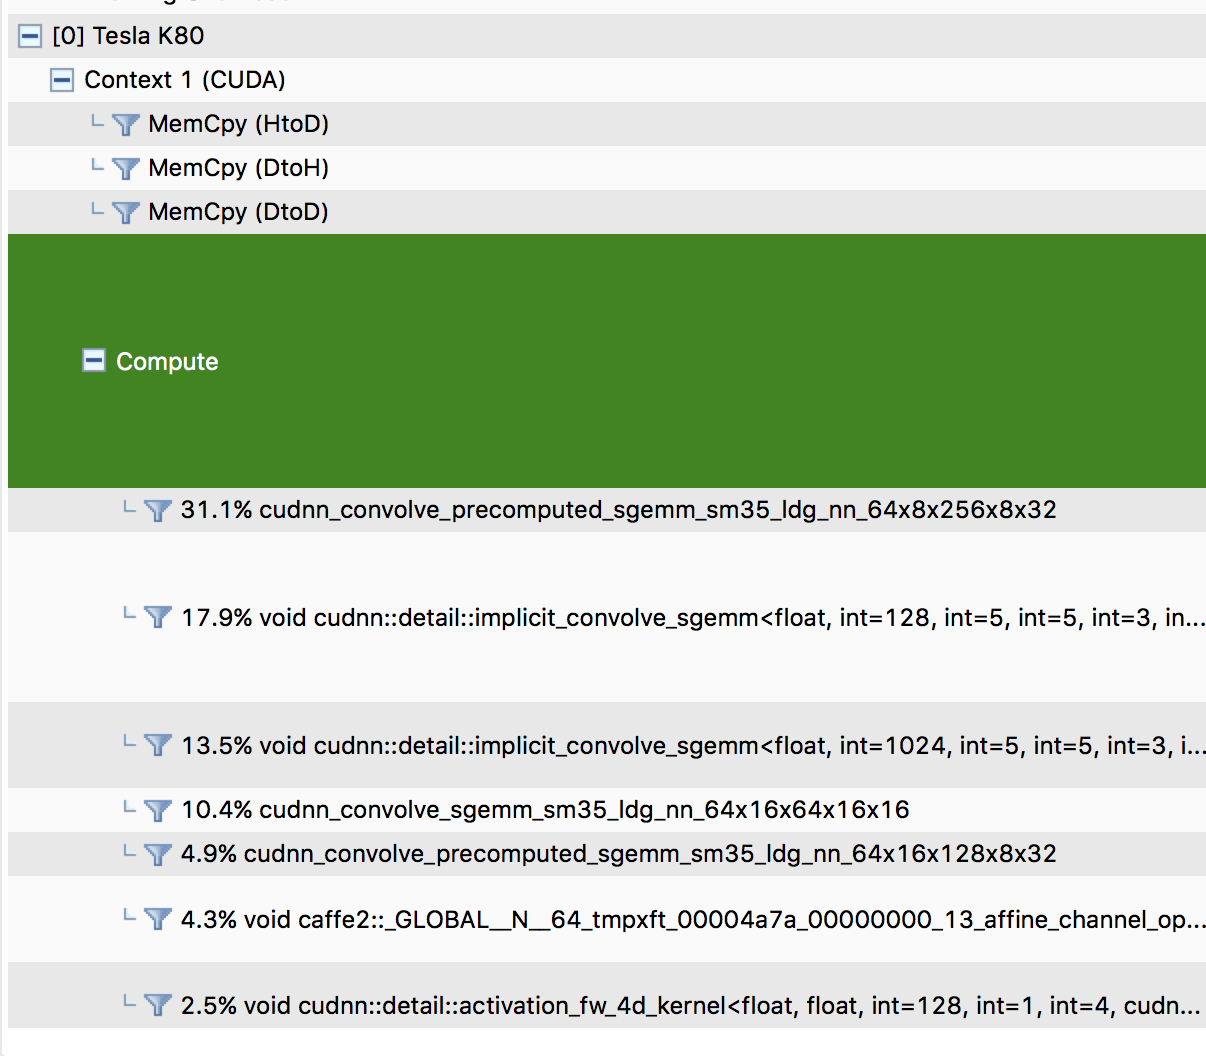 [0] Tesla K80
Context 1 (CUDA)
MemCpy (HtoD)
MemCpy (DtoH)
MemCpy (DtoD)
Compute
31.1% cudnn_convolve_precomputed_sgemm_sm35_ldg_nn_64x8x256x8x32
17.9% void cudnn::detail::implicit_convolve_sgemm<float, int=128, int=5, int=5, int=3, in...
13.5% void cudnn::detail::implicit_convolve_sgemm<float, int=1024, int=5, int=5, int=3, i...
10.4% cudnn_convolve_sgemm_sm35_ldg_nn_64x16x64x16x16
4.9% cudnn_convolve_precomputed_sgemm_sm35_ldg_nn_64x16x128x8x32
4.3% void caffe2::_GLOBAL__N__64_tmpxft_00004a7a_00000000_13_affine_channel_op...
2.5% void cudnn::detail::activation_fw_4d_kernel<float, float, int=128, int=1, int=4, cudn...